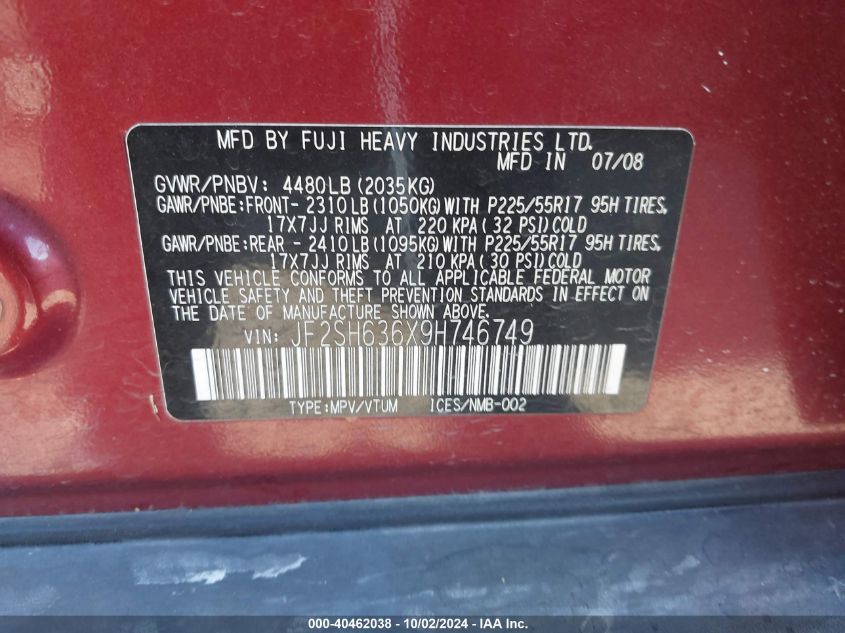 MFD BY FUJI HEAVY INDUSTRIES LTD.
MFD IN 07/08
GVWR/PNBV: 4480LB(2035KG)
GAWR/PNBE:FRONT- 2310LB(1050KG)WITH P225/55R17 95H TIRES,
17X7JJ RIMS AT 220 KPA(32 PSI)COLD
GAWR/PNBE:REAR - 2410LB(1095KG)WITH P225/55R17 95H TIRES,
17X7JJ RIMS AT 210 KPA(30 PSI)COLD
THIS VEHICLE CONFORMS TO ALL APPLICABLE FEDERAL MOTOR
VEHICLE SAFETY AND THEFT PREVENTION STANDARDS IN EFFECT ON
THE DATE OF MANUFACTURE SHOWN ABOVE.
VIN: JF2SH636X9H746749
TYPE:MPV/VTUM ICES/NMB-002
000-40462038 - 10/02/2024 - IAA, Inc.